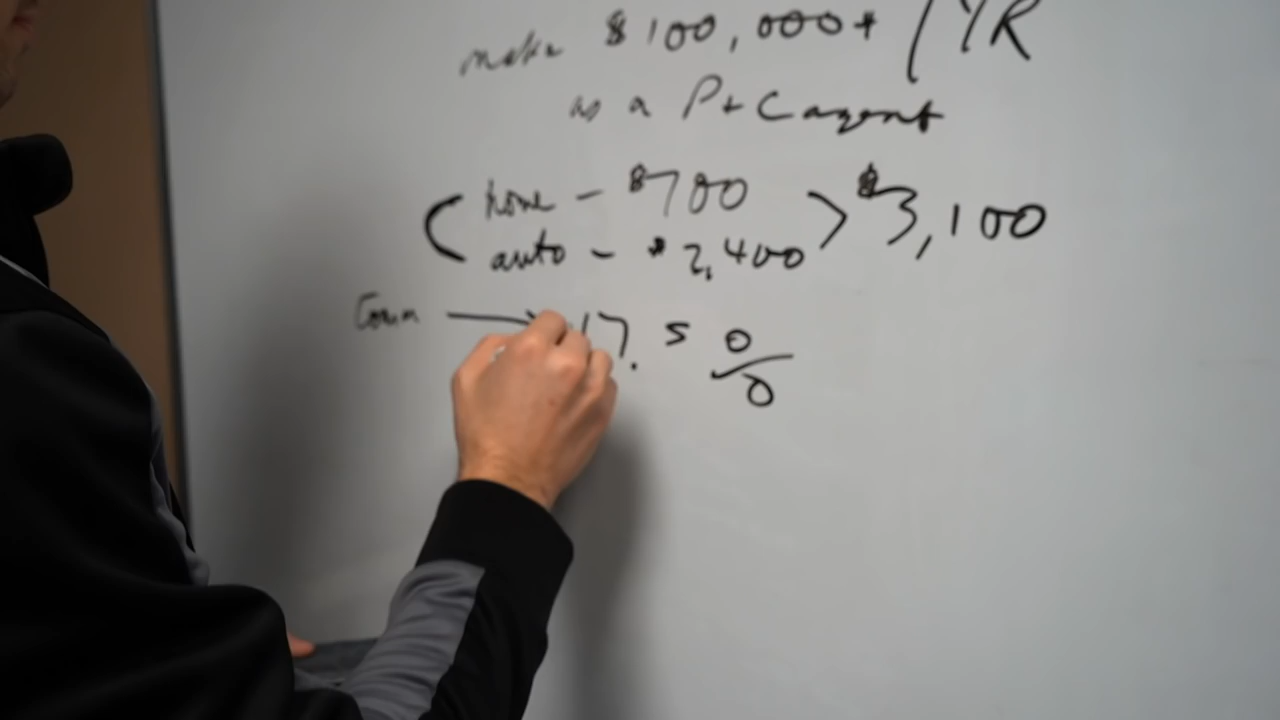 make $100,000+ /YR
as a P+C agent
( home - $700 > $3,100
auto - $2,400
Comm → 17.5 %